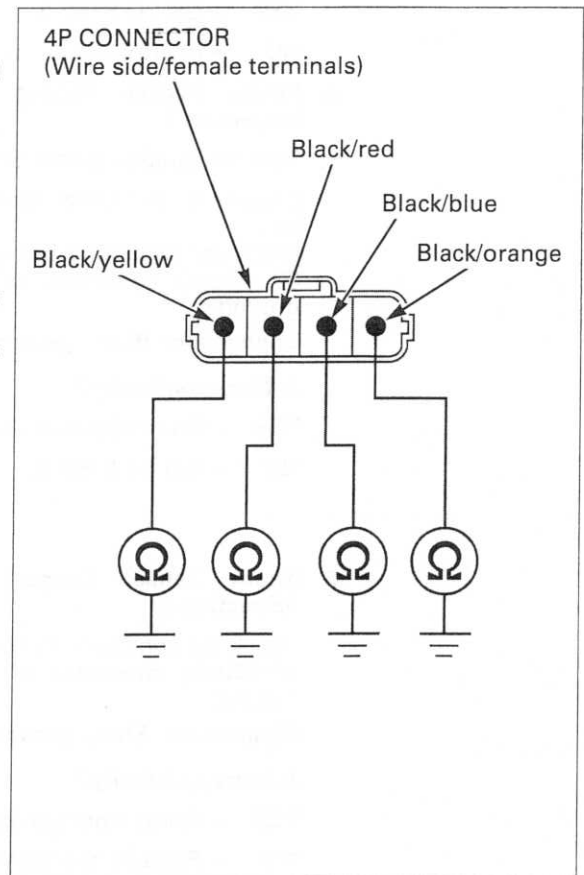 4P CONNECTOR
(Wire side/female terminals)
Black/red
Black/blue
Black/yellow
Black/orange
Ω Ω Ω Ω